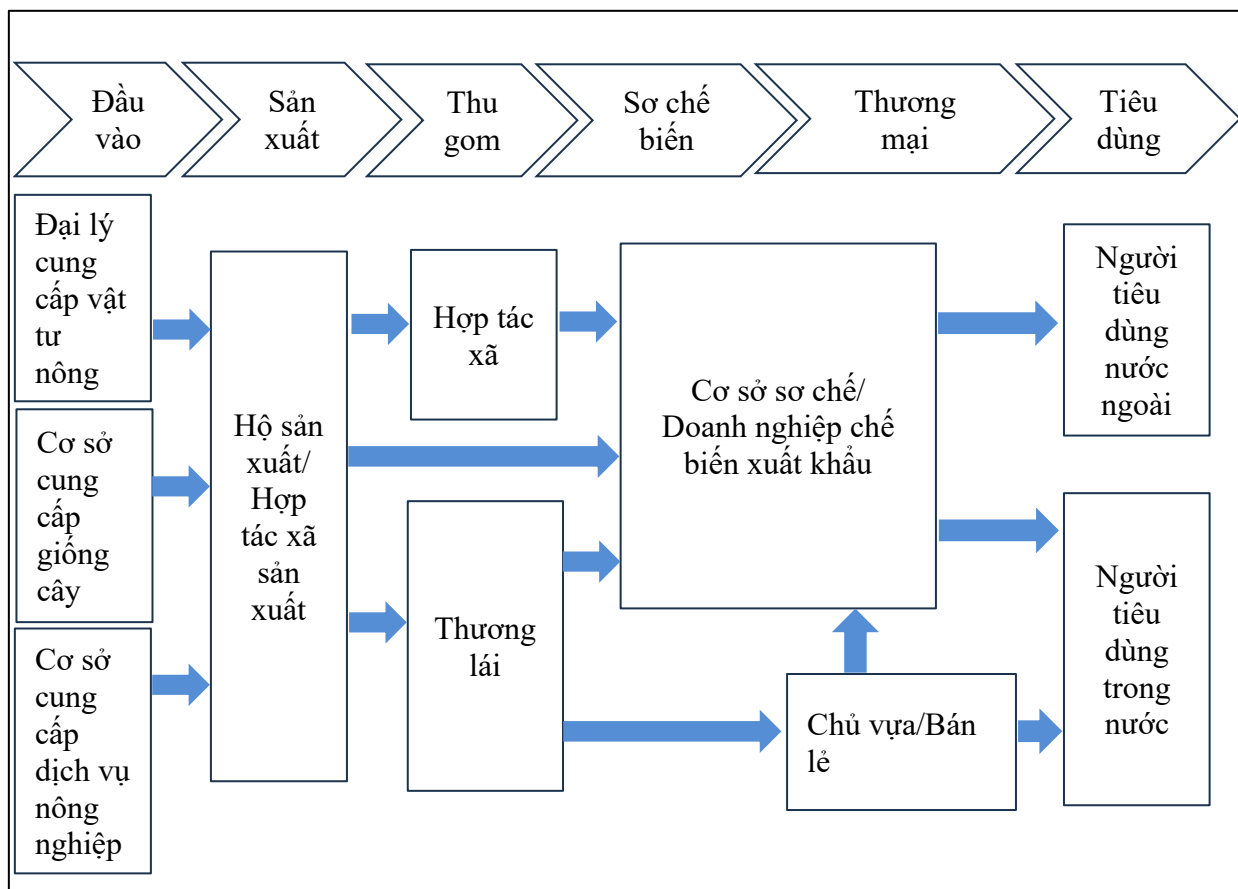 Đầu
vào
Sản
xuất
Thu
gom
Sơ chế
biến
Thương
mại
Tiêu
dùng
Đại lý
cung
cấp vật
tư
nông
Cơ sở
cung
cấp
giống
cây
Cơ sở
cung
cấp
dịch vụ
nông
nghiệp
Hộ sản
xuất/
Hợp
tác xã
sản
xuất
Hợp tác
xã
Thương
lái
Cơ sở sơ chế/
Doanh nghiệp chế
biến xuất khẩu
Chủ vựa/Bán
lẻ
Người
tiêu
dùng
nước
ngoài
Người
tiêu
dùng
trong
nước